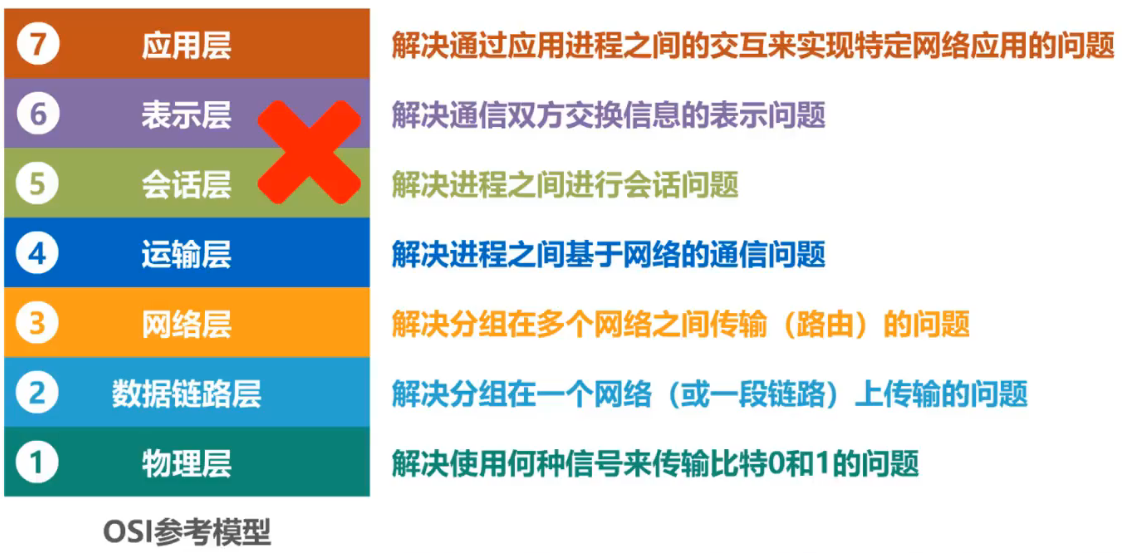 7 应用层 解决通过应用进程之间的交互来实现特定网络应用的问题
6 表示层 解决通信双方交换信息的表示问题
5 会话层 解决进程之间进行会话问题
4 运输层 解决进程之间基于网络的通信问题
3 网络层 解决分组在多个网络之间传输（路由）的问题
2 数据链路层 解决分组在一个网络（或一段链路）上传输的问题
1 物理层 解决使用何种信号来传输比特0和1的问题
OSI参考模型